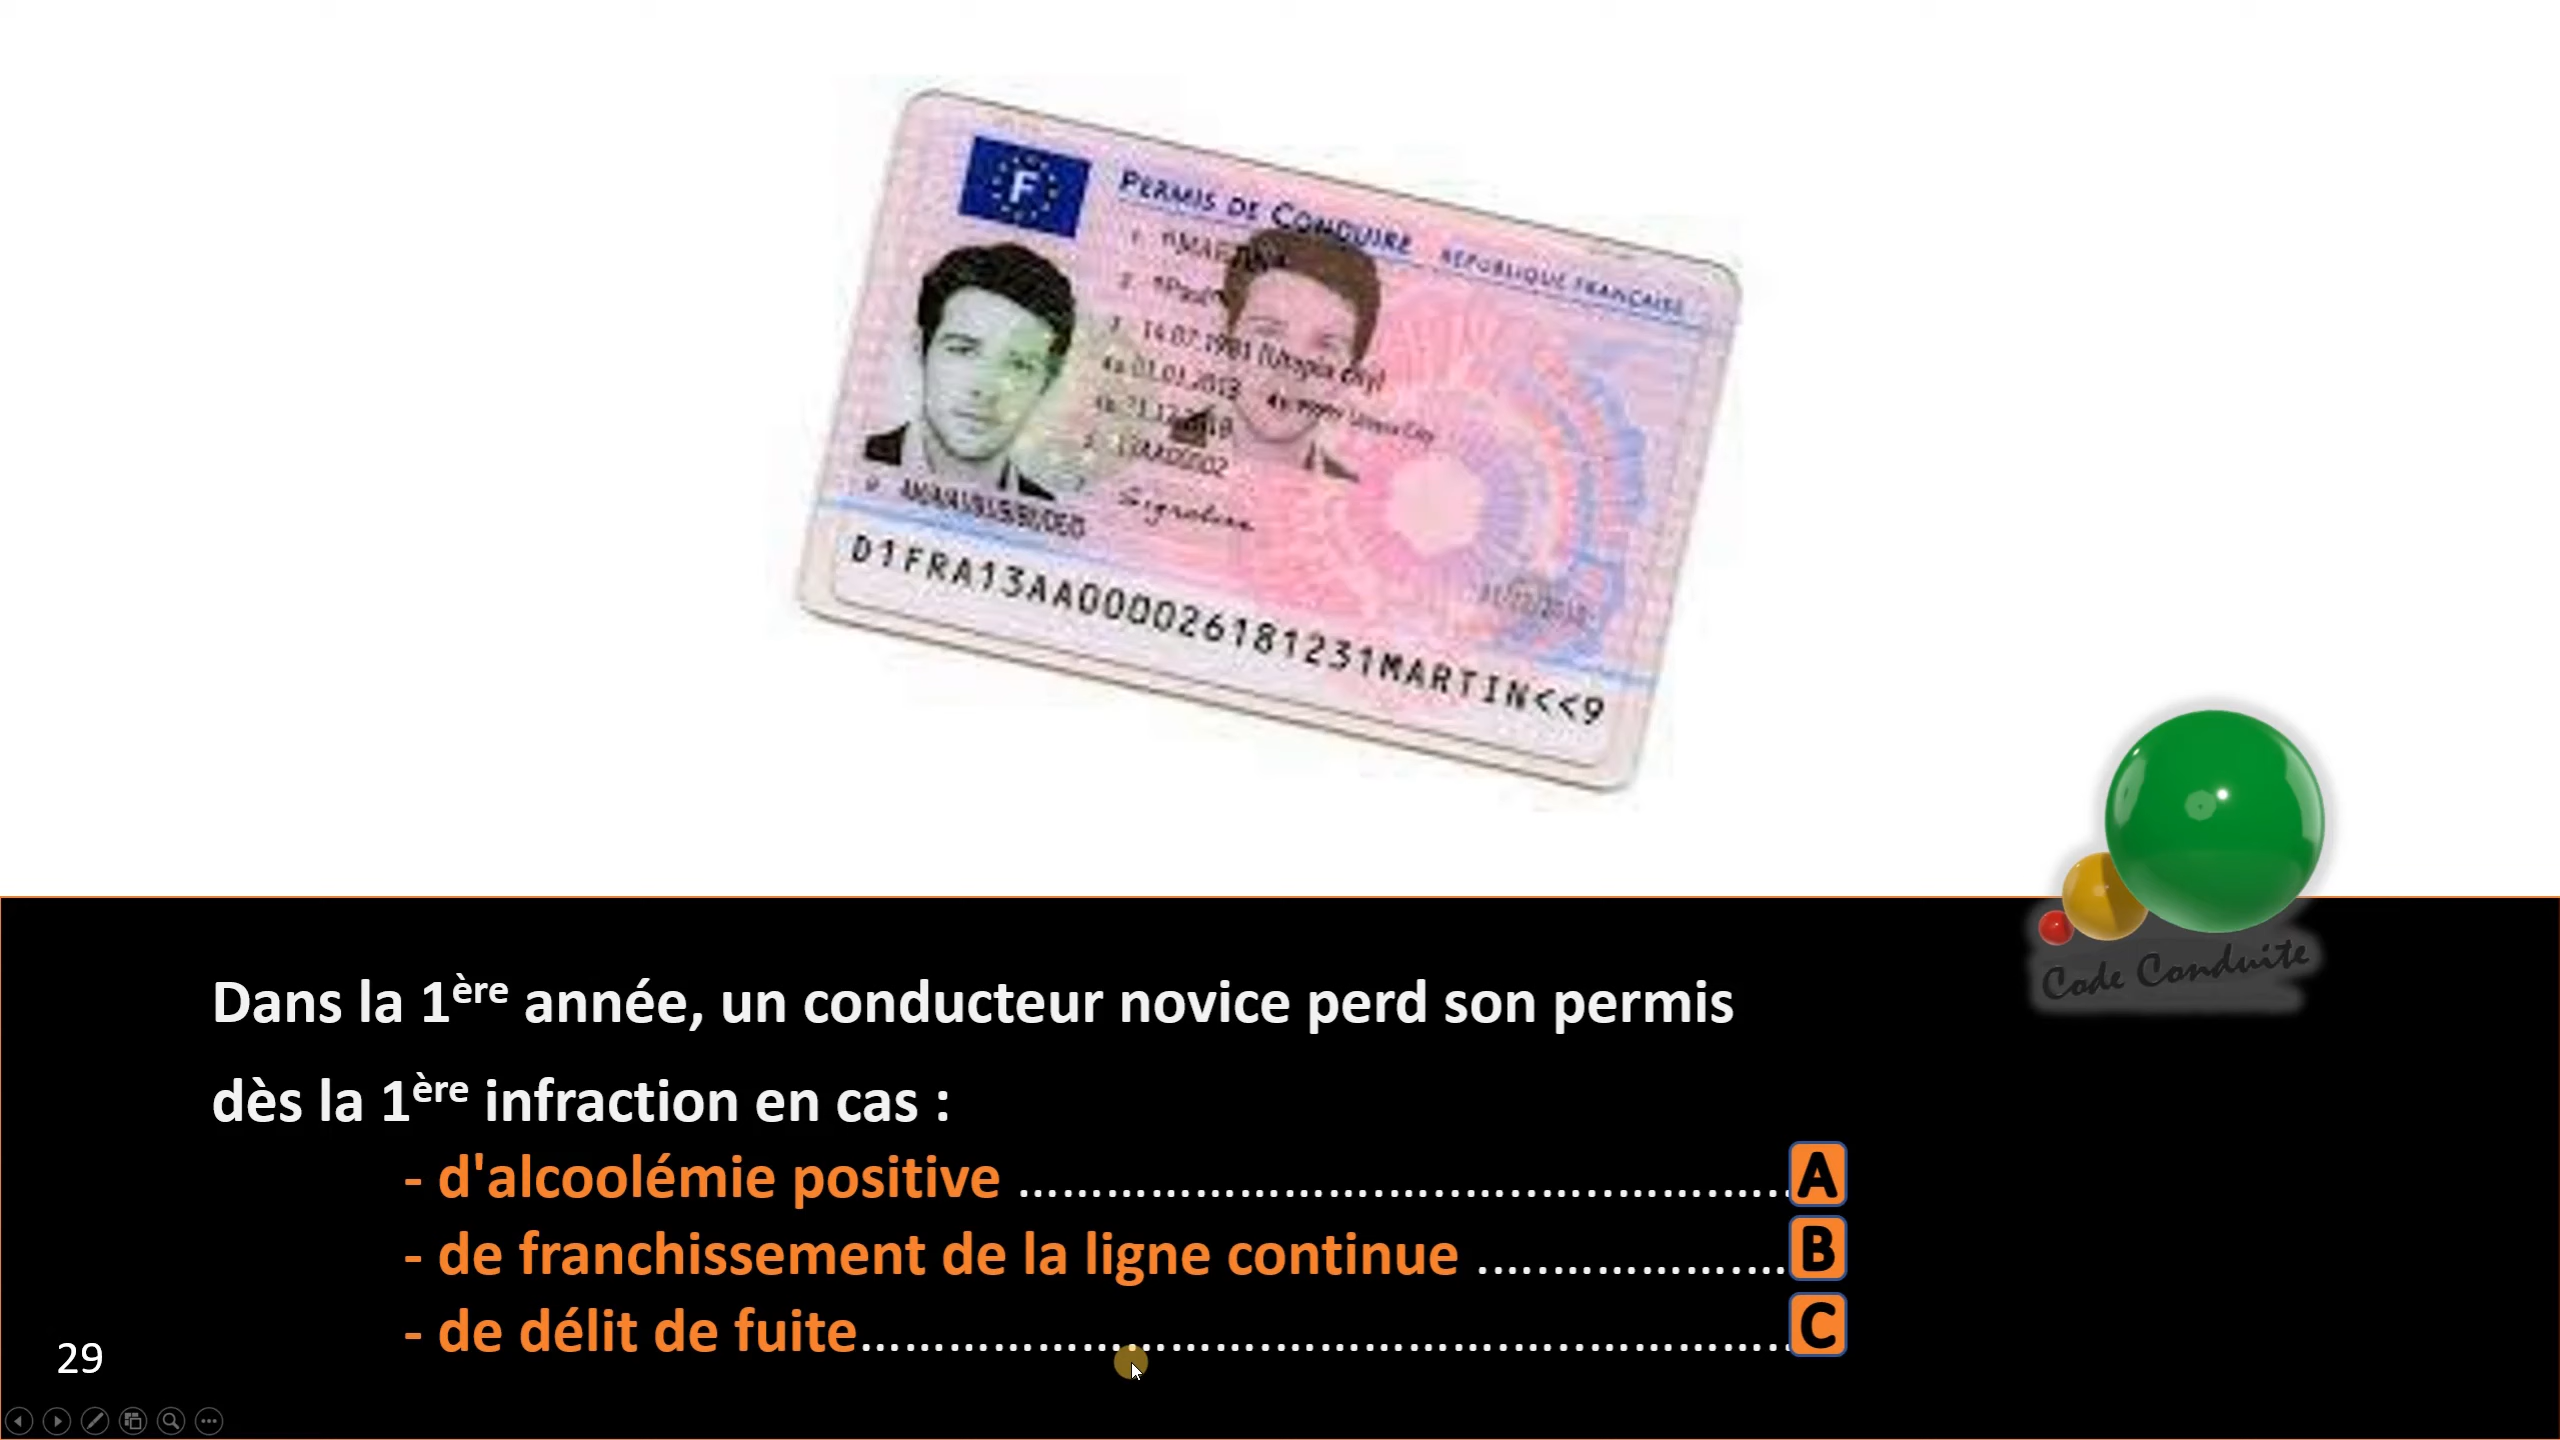 PERMIS DE CONDUIRE RÉPUBLIQUE FRANÇAISE
F
D1FRA13AA000026181231MARTIN<<9
Code Conduite
Dans la 1ère année, un conducteur novice perd son permis
dès la 1ère infraction en cas :
- d'alcoolémie positive ........ A
- de franchissement de la ligne continue ........ B
- de délit de fuite........ C
29